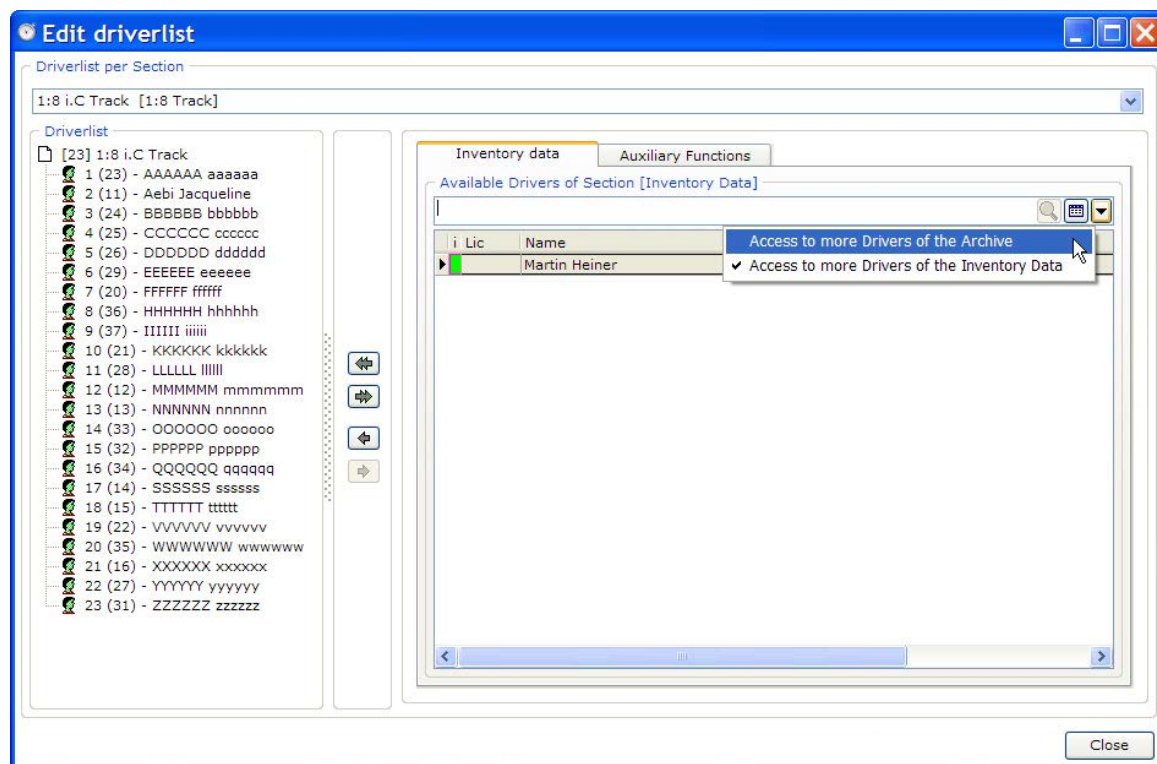 Edit driverlist
Driverlist per Section
1:8 i.C Track [1:8 Track]
Driverlist
[23] 1:8 i.C Track
1 (23) - AAAAAA aaaaaa
2 (11) - Aebi Jacqueline
3 (24) - BBBBBB bbbbbb
4 (25) - CCCCCC cccccc
5 (26) - DDDDDD dddddd
6 (29) - EEEEEE eeeeee
7 (20) - FFFFFF ffffff
8 (36) - HHHHHH hhhhhh
9 (37) - IIIIII iiiiii
10 (21) - KKKKKK kkkkkk
11 (28) - LLLLLL llllll
12 (12) - MMMMMM mmmmmm
13 (13) - NNNNNN nnnnnn
14 (33) - OOOOOO oooooo
15 (32) - PPPPPP pppppp
16 (34) - QQQQQQ qqqqqq
17 (14) - SSSSSS ssssss
18 (15) - TTTTTT tttttt
19 (22) - VVVVVV vvvvvv
20 (35) - WWWWWW wwwwww
21 (16) - XXXXXX xxxxxx
22 (27) - YYYYYY yyyyyy
23 (31) - ZZZZZZ zzzzzz
Inventory data Auxiliary Functions
Available Drivers of Section [Inventory Data]
i Lic Name
Martin Heiner
Access to more Drivers of the Archive
Access to more Drivers of the Inventory Data
Close